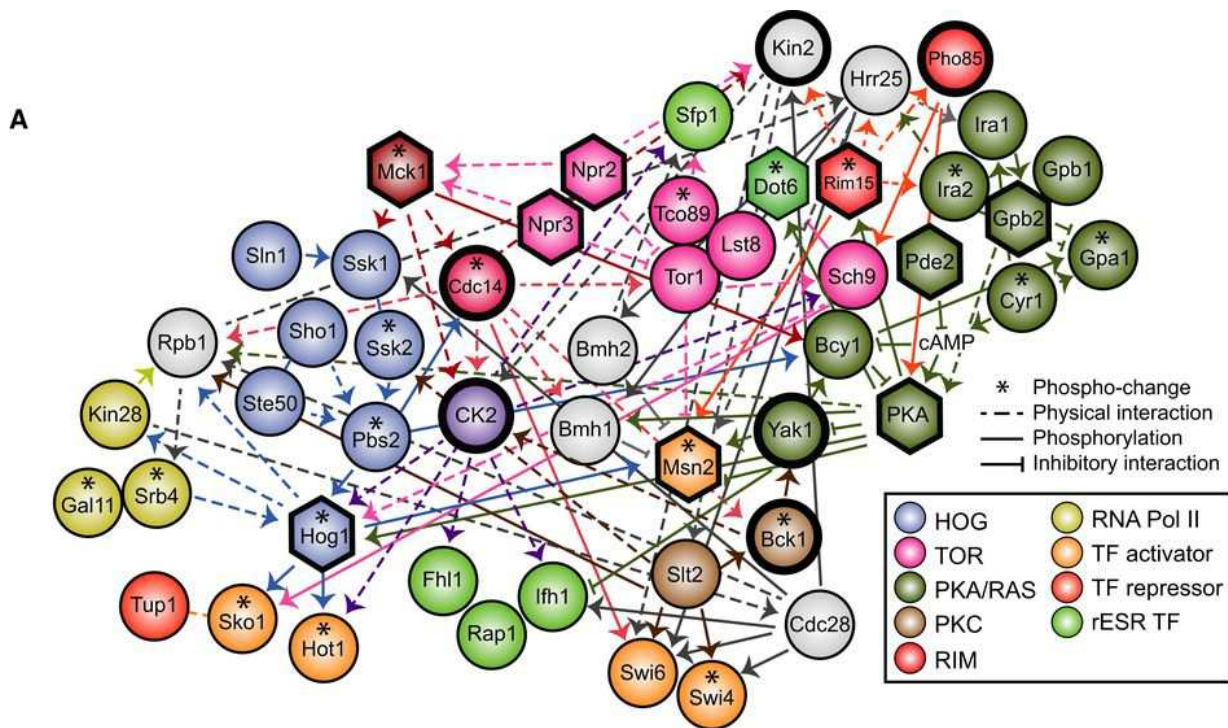 A
Kin2
Hrr25
Pho85
Sfp1
Ira1
*
Mck1
Npr2
*
Tco89
Dot6
*
Rim15
*
Ira2
Gpb1
Npr3
Gpb2
Lst8
Sln1
Ssk1
*
Cdc14
Tor1
Sch9
Pde2
*
Gpa1
*
Cyr1
Rpb1
Sho1
*
Ssk2
Bmh2
Bcy1
cAMP
Kin28
Ste50
*
Pbs2
CK2
Bmh1
Yak1
PKA
*
Msn2
*
Gal11
*
Srb4
*
Hog1
*
Bck1
Slt2
Fhl1
Ifh1
Tup1
*
Sko1
Rap1
*
Hot1
Cdc28
Swi6
*
Swi4
* Phospho-change
Physical interaction
Phosphorylation
Inhibitory interaction
HOG
TOR
PKA/RAS
PKC
RIM
RNA Pol II
TF activator
TF repressor
rESR TF